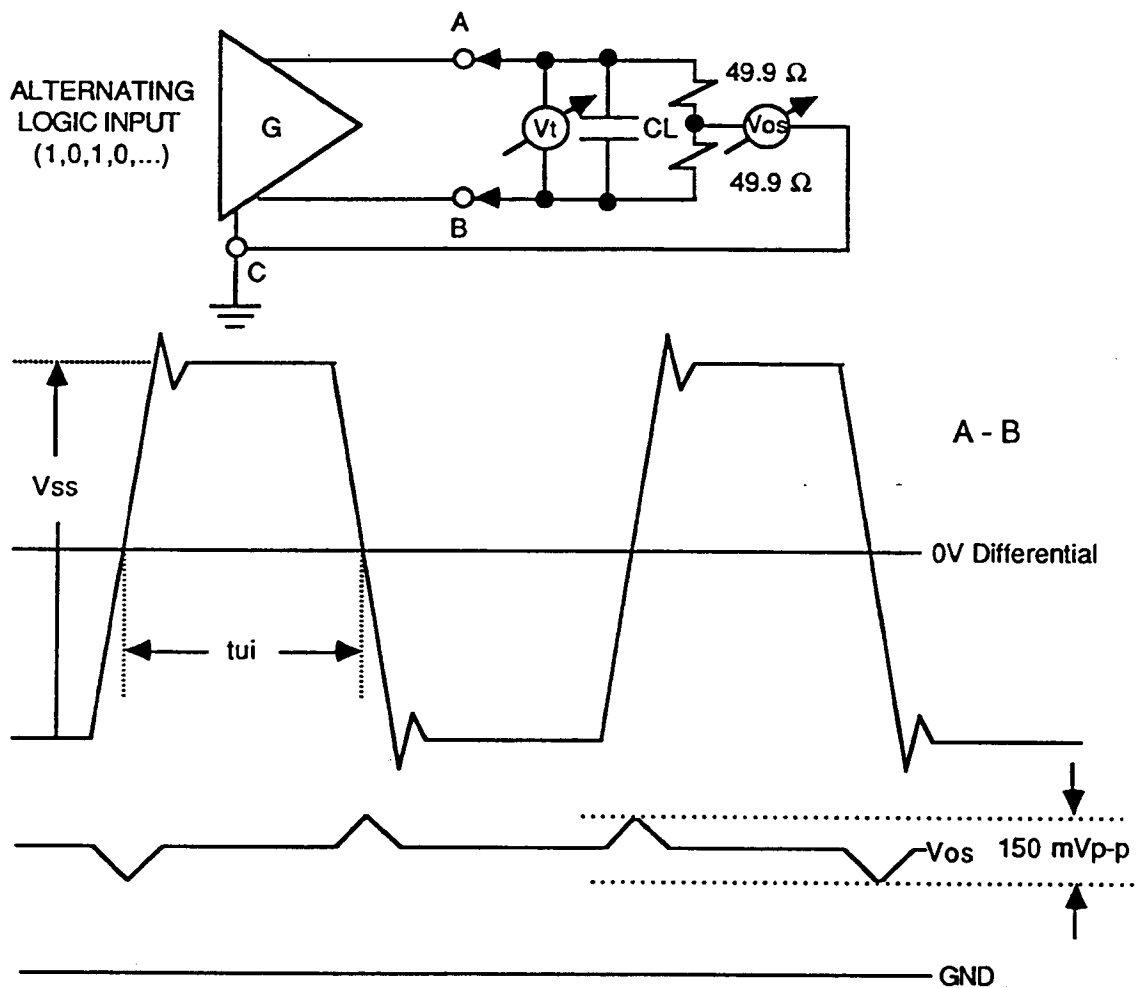 A
ALTERNATING
LOGIC INPUT
(1,0,1,0,...)
G
49.9 Ω
Vt
CL
Vos
49.9 Ω
B
C
A - B
Vss
0V Differential
tui
Vos
150 mVp-p
GND